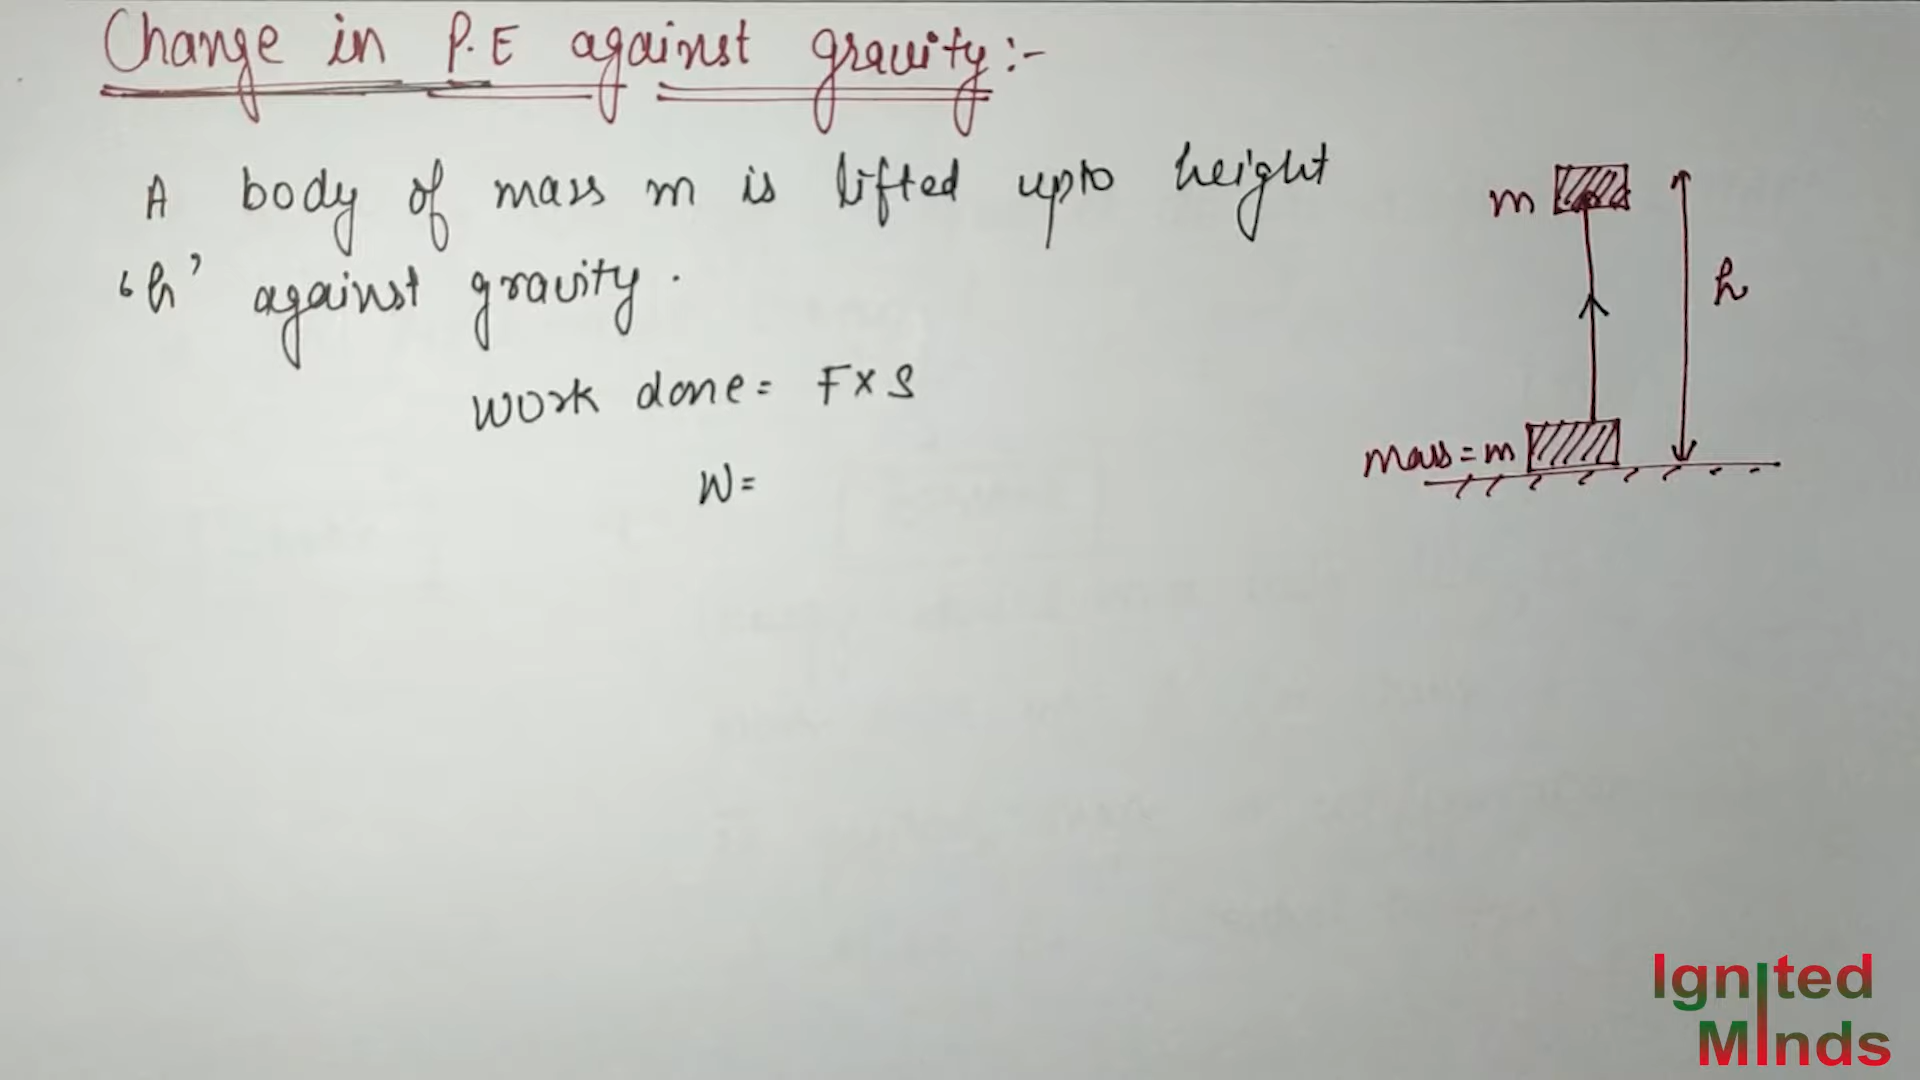 Change in P.E against gravity:-
A body of mass m is lifted upto height
'h' against gravity.
Work done = F×S
W=
m
h
mass=m
Ignited
Minds